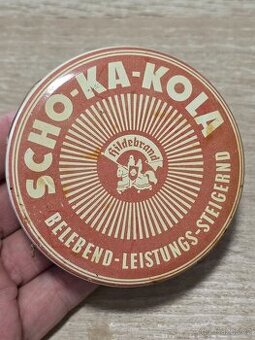 SCHO-KA-KOLA
Hildebrand
BELEBEND-LEISTUNGS-STEIGERND